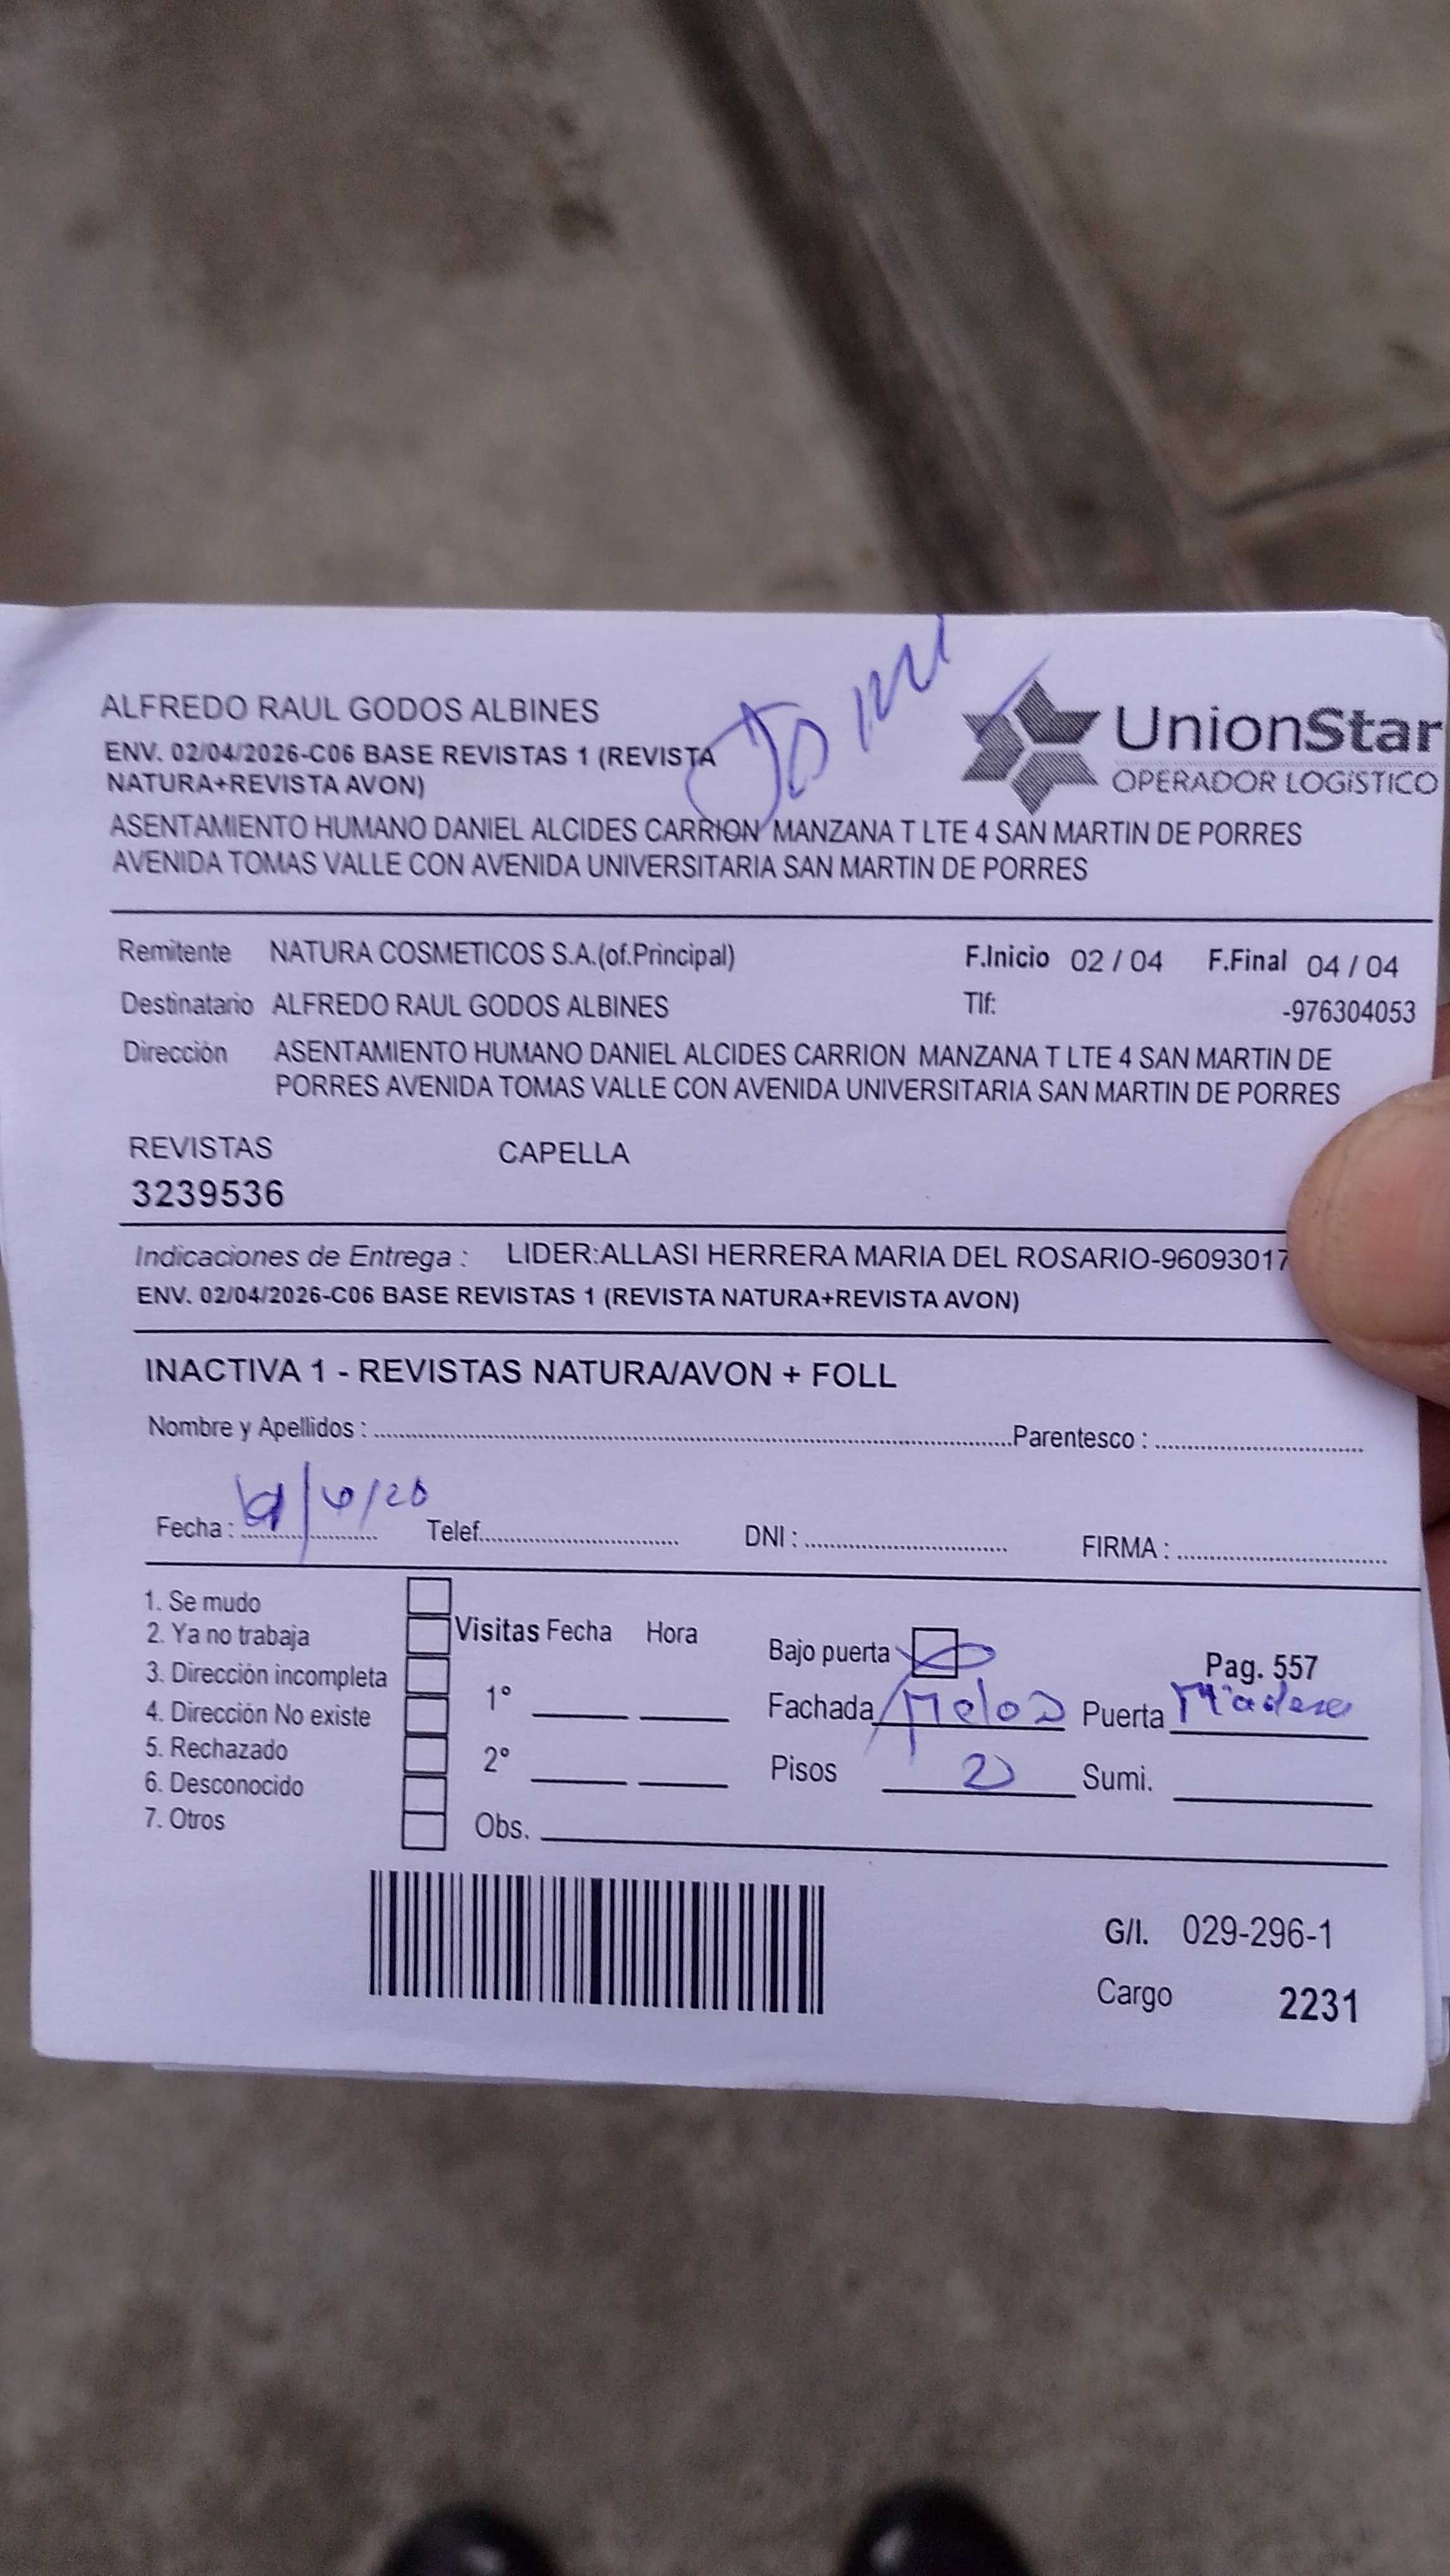 ALFREDO RAUL GODOS ALBINES
ENV. 02/04/2026-C06 BASE REVISTAS 1 (REVISTA
NATURA+REVISTA AVON)
UnionStar
OPERADOR LOGíSTICO
ASENTAMIENTO HUMANO DANIEL ALCIDES CARRION MANZANA T LTE 4 SAN MARTIN DE PORRES
AVENIDA TOMAS VALLE CON AVENIDA UNIVERSITARIA SAN MARTIN DE PORRES
Remitente NATURA COSMETICOS S.A.(of.Principal) F.Inicio 02 / 04 F.Final 04 / 04
Destinatario ALFREDO RAUL GODOS ALBINES Tlf: -976304053
Dirección ASENTAMIENTO HUMANO DANIEL ALCIDES CARRION MANZANA T LTE 4 SAN MARTIN DE
PORRES AVENIDA TOMAS VALLE CON AVENIDA UNIVERSITARIA SAN MARTIN DE PORRES
REVISTAS CAPELLA
3239536
Indicaciones de Entrega : LIDER:ALLASI HERRERA MARIA DEL ROSARIO-96093017
ENV. 02/04/2026-C06 BASE REVISTAS 1 (REVISTA NATURA+REVISTA AVON)
INACTIVA 1 - REVISTAS NATURA/AVON + FOLL
Nombre y Apellidos : Parentesco :
Fecha : Telef. DNI : FIRMA :
1. Se mudo
2. Ya no trabaja
3. Dirección incompleta
4. Dirección No existe
5. Rechazado
6. Desconocido
7. Otros
Visitas Fecha Hora
1°
2°
Obs.
Bajo puerta
Pag. 557
Fachada Puerta Madera
Pisos 2 Sumi.
G/I. 029-296-1
Cargo 2231